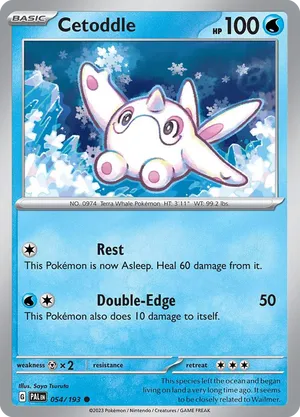 BASIC
Cetoddle
HP 100
NO. 0974 Terra Whale Pokémon. HT: 3'11" WT: 99.2 lbs.
Rest
This Pokémon is now Asleep. Heal 60 damage from it.
Double-Edge 50
This Pokémon also does 10 damage to itself.
Illus. Saya Tsuruta
weakness ×2 resistance retreat
G PAL EN 054/193
This species left the ocean and began
living on land a very long time ago. It seems
to be closely related to Wailmer.
©2023 Pokémon / Nintendo / Creatures / GAME FREAK